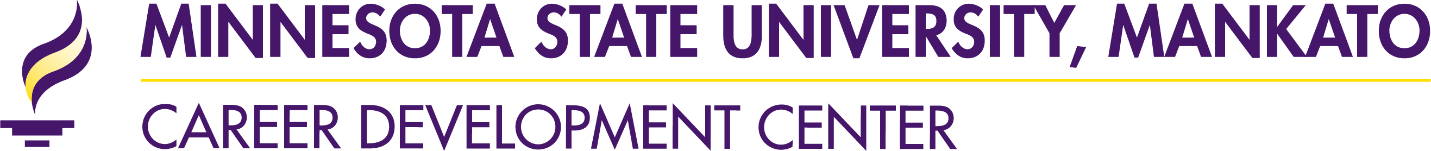 MINNESOTA STATE UNIVERSITY, MANKATO
CAREER DEVELOPMENT CENTER